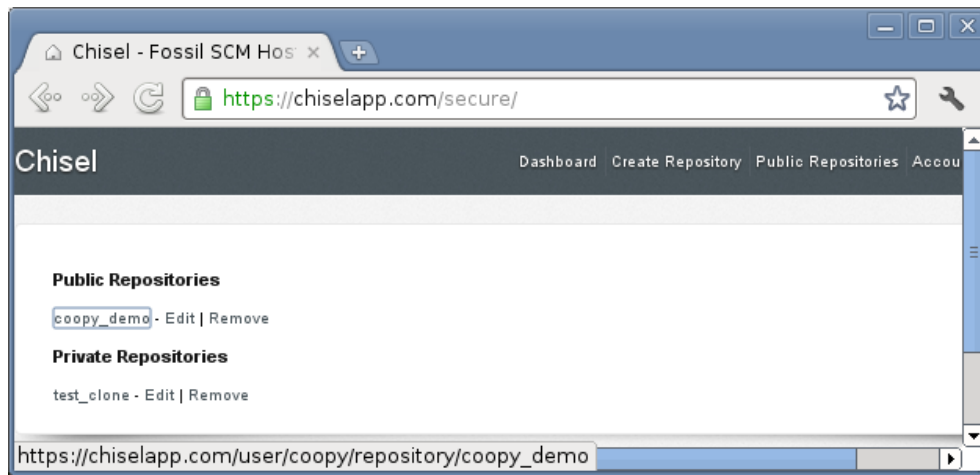 Chisel - Fossil SCM Hos
https://chiselapp.com/secure/
Chisel
Dashboard Create Repository Public Repositories Accou
Public Repositories
coopy_demo - Edit | Remove
Private Repositories
test_clone - Edit | Remove
https://chiselapp.com/user/coopy/repository/coopy_demo